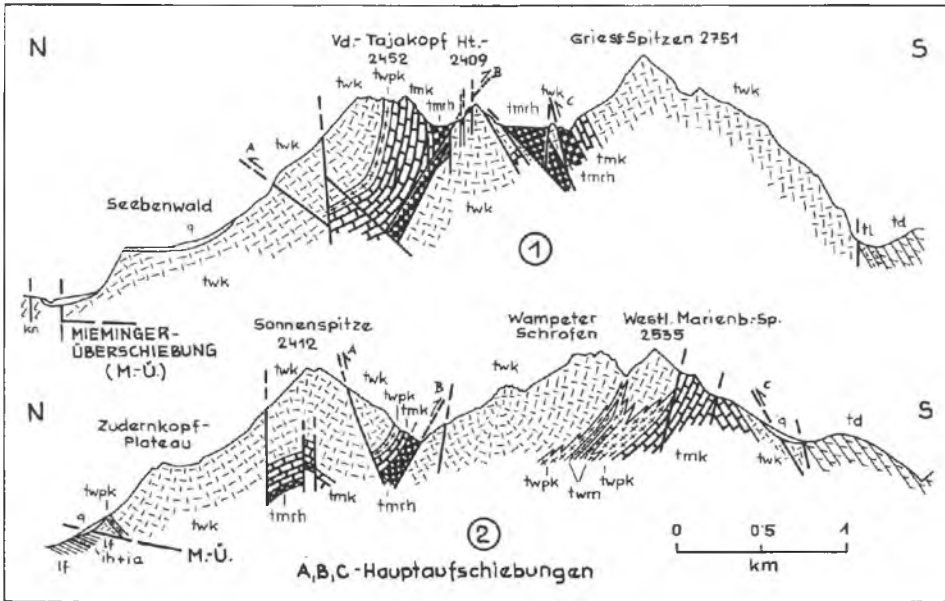 N
S
Vd.- Tajakopf Ht.-
2452 2409
Griess-Spitzen 2751
twk
twpk
tmk
tmrh
B
tmrh
twk
C
twk
twk
A
tmk
tmrh
Seebenwald
q
twk
twk
1
tl
td
kn
MIEMINGER-
ÜBERSCHIEBUNG
(M.-Ü.)
Sonnenspitze
2412
Wampeter
Schrofen
Westl. Marienb.-Sp.
2535
N
S
Zudernkopf-
Plateau
twk
A
twk
twpk
tmk
B
twk
C
q
td
twpk
q
tmrh
tmk
tmrh
twpk
twm
twpk
tmk
twk
twk
lf
lf
ih+ia
M.-Ü.
2
0 0'5 1
km
A,B,C-Hauptaufschiebungen